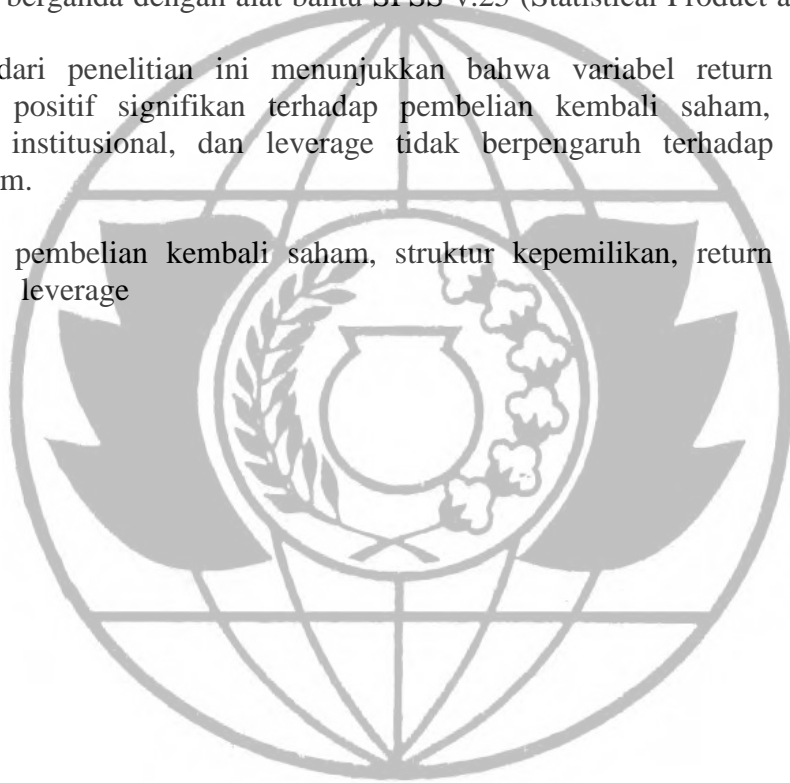 berganda dengan alat bantu SPSS v.25 (Statistical Product a
dari penelitian ini menunjukkan bahwa variabel return
positif signifikan terhadap pembelian kembali saham,
institusional, dan leverage tidak berpengaruh terhadap
m.
pembelian kembali saham, struktur kepemilikan, return
leverage